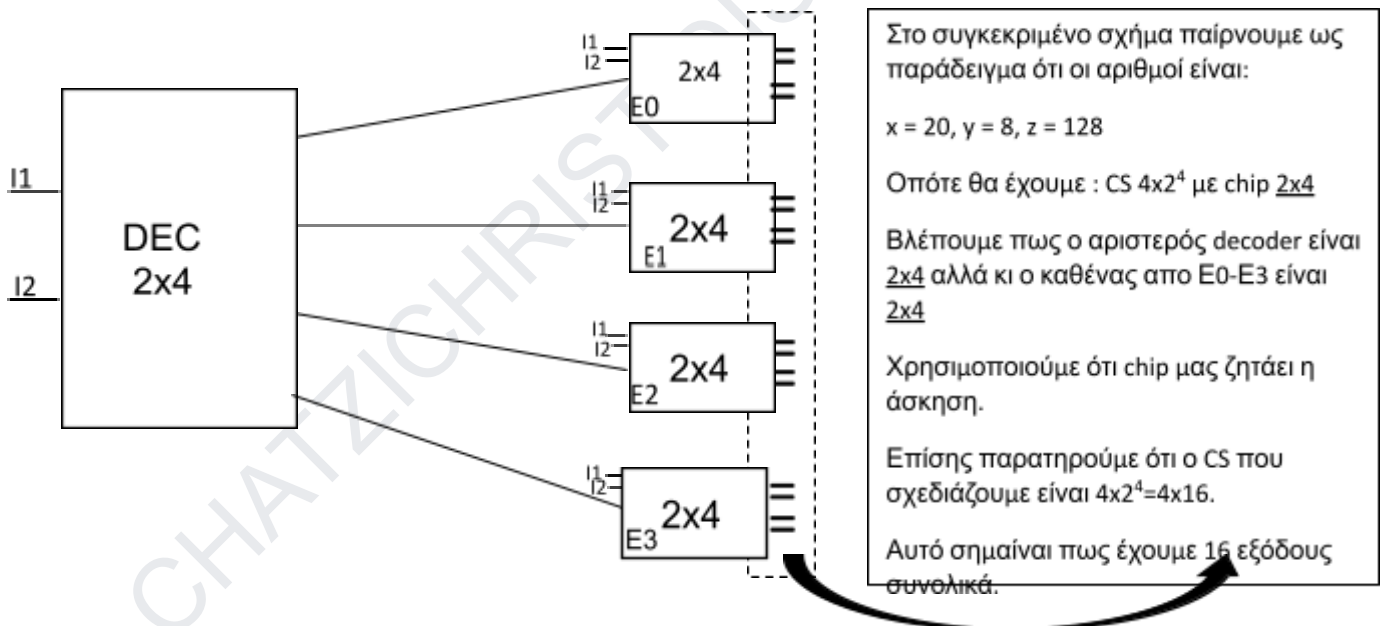 I1
I2
DEC
2x4
I1
I2
2x4
E0
I1
I2
2x4
E1
I1
I2
2x4
E2
I1
I2
2x4
E3
Στο συγκεκριμένο σχήμα παίρνουμε ως
παράδειγμα ότι οι αριθμοί είναι:
x = 20, y = 8, z = 128
Οπότε θα έχουμε : CS 4x2⁴ με chip 2x4
Βλέπουμε πως ο αριστερός decoder είναι
2x4 αλλά κι ο καθένας απο E0-E3 είναι
2x4
Χρησιμοποιούμε ότι chip μας ζητάει η
άσκηση.
Επίσης παρατηρούμε ότι ο CS που
σχεδιάζουμε είναι 4x2⁴=4x16.
Αυτό σημαίναι πως έχουμε 16 εξόδους
συνολικά.